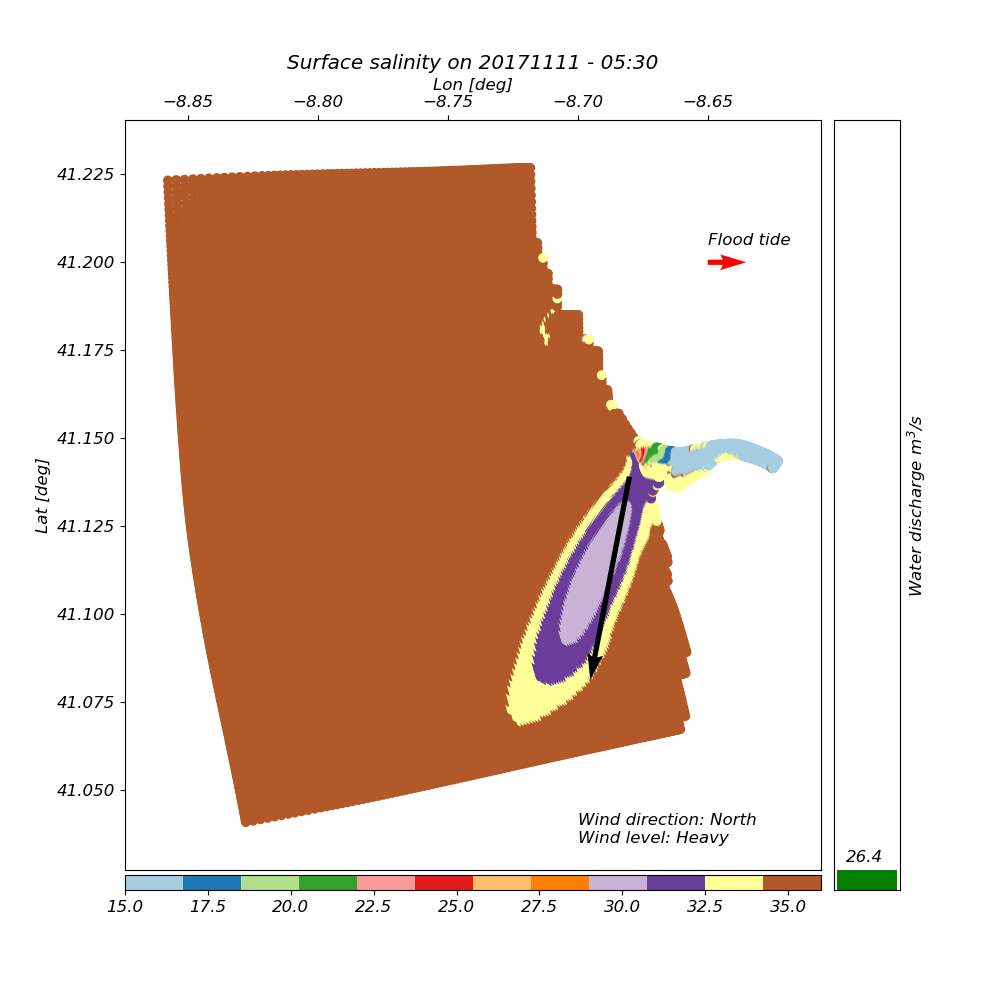 Surface salinity on 20171111 - 05:30
Lon [deg]
−8.85 −8.80 −8.75 −8.70 −8.65
41.225
41.200
41.175
41.150
41.125
41.100
41.075
41.050
Lat [deg]
Flood tide
Wind direction: North
Wind level: Heavy
15.0 17.5 20.0 22.5 25.0 27.5 30.0 32.5 35.0
26.4
Water discharge m³/s